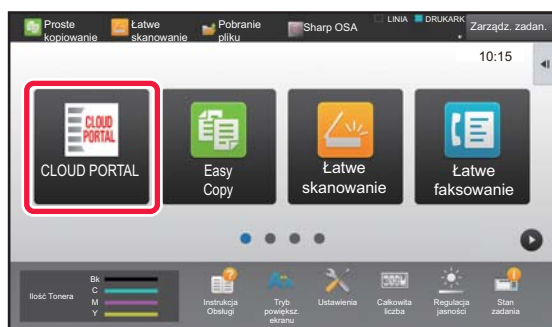 Proste
kopiowanie
Łatwe
skanowanie
Pobranie
pliku
Sharp OSA
LINIA
DRUKARK
Zarządz. zadan.
10:15
CLOUD
PORTAL
CLOUD PORTAL
Easy
Copy
Łatwe
skanowanie
Łatwe
faksowanie
Ilość Tonera
Bk
C
M
Y
Instrukcja
Obsługi
Tryb
powiększ.
ekranu
Ustawienia
Całkowita
liczba
Regulacja
jasności
Stan
zadania